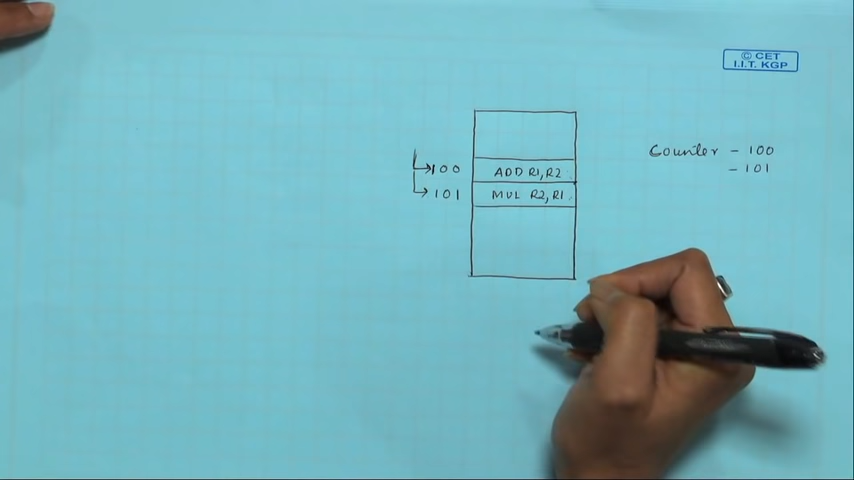 © CET
I.I.T. KGP
Counter - 100
- 101
100 ADD R1, R2
101 MUL R2, R1